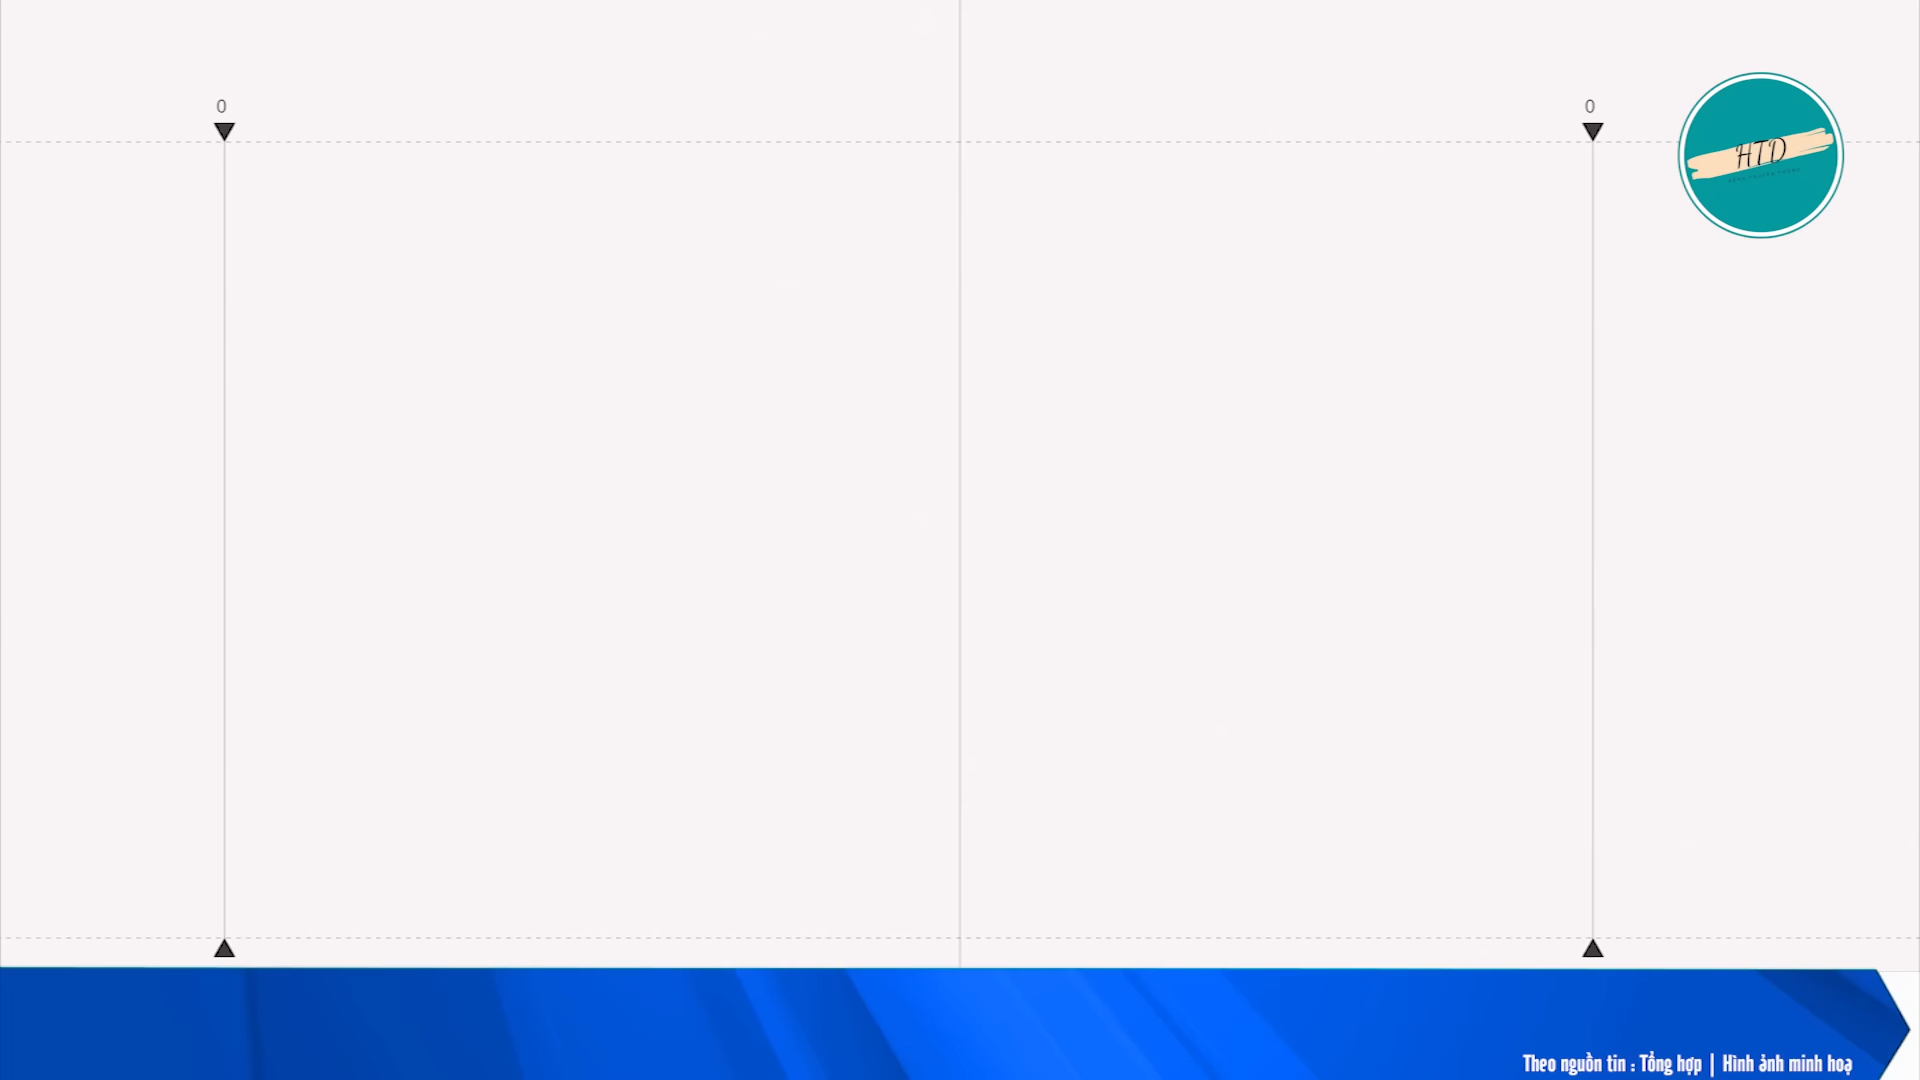 0
0
HTD
Theo nguồn tin : Tổng hợp | Hình ảnh minh hoạ